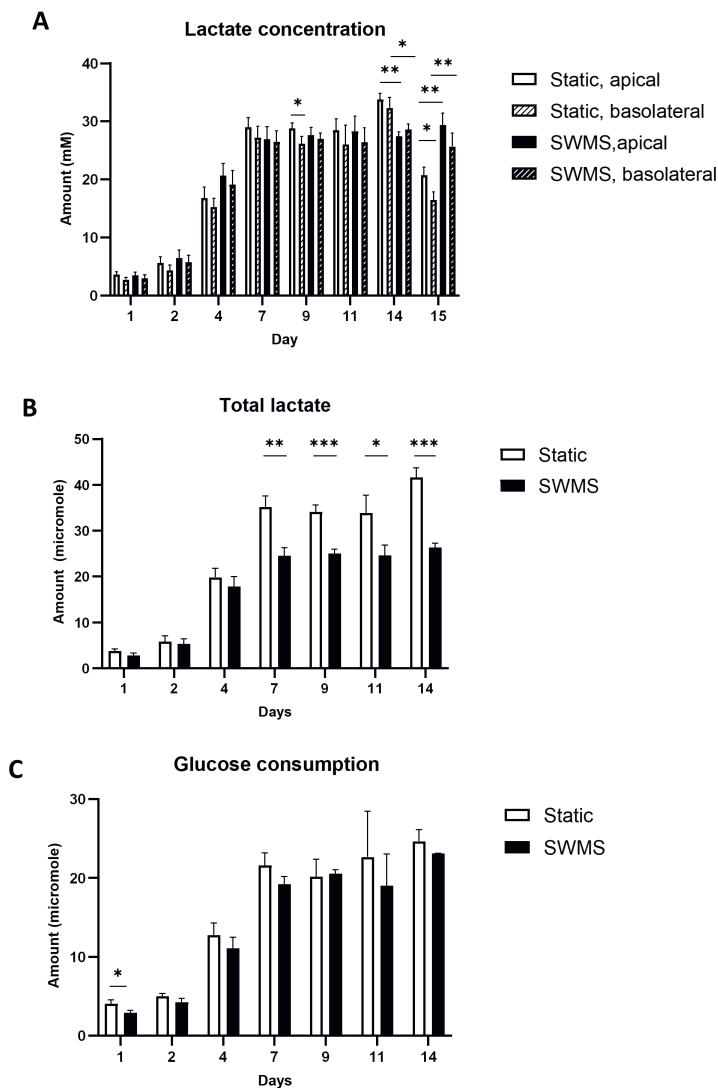 A
Lactate concentration
Amount (mM)
40
30
20
10
0
*
*
**
**
**
*
1 2 4 7 9 11 14 15
Day
Static, apical
Static, basolateral
SWMS,apical
SWMS, basolateral
B
Total lactate
Amount (micromole)
50
40
30
20
10
0
** *** * ***
1 2 4 7 9 11 14
Days
Static
SWMS
C
Glucose consumption
Amount (micromole)
30
20
10
0
*
1 2 4 7 9 11 14
Days
Static
SWMS